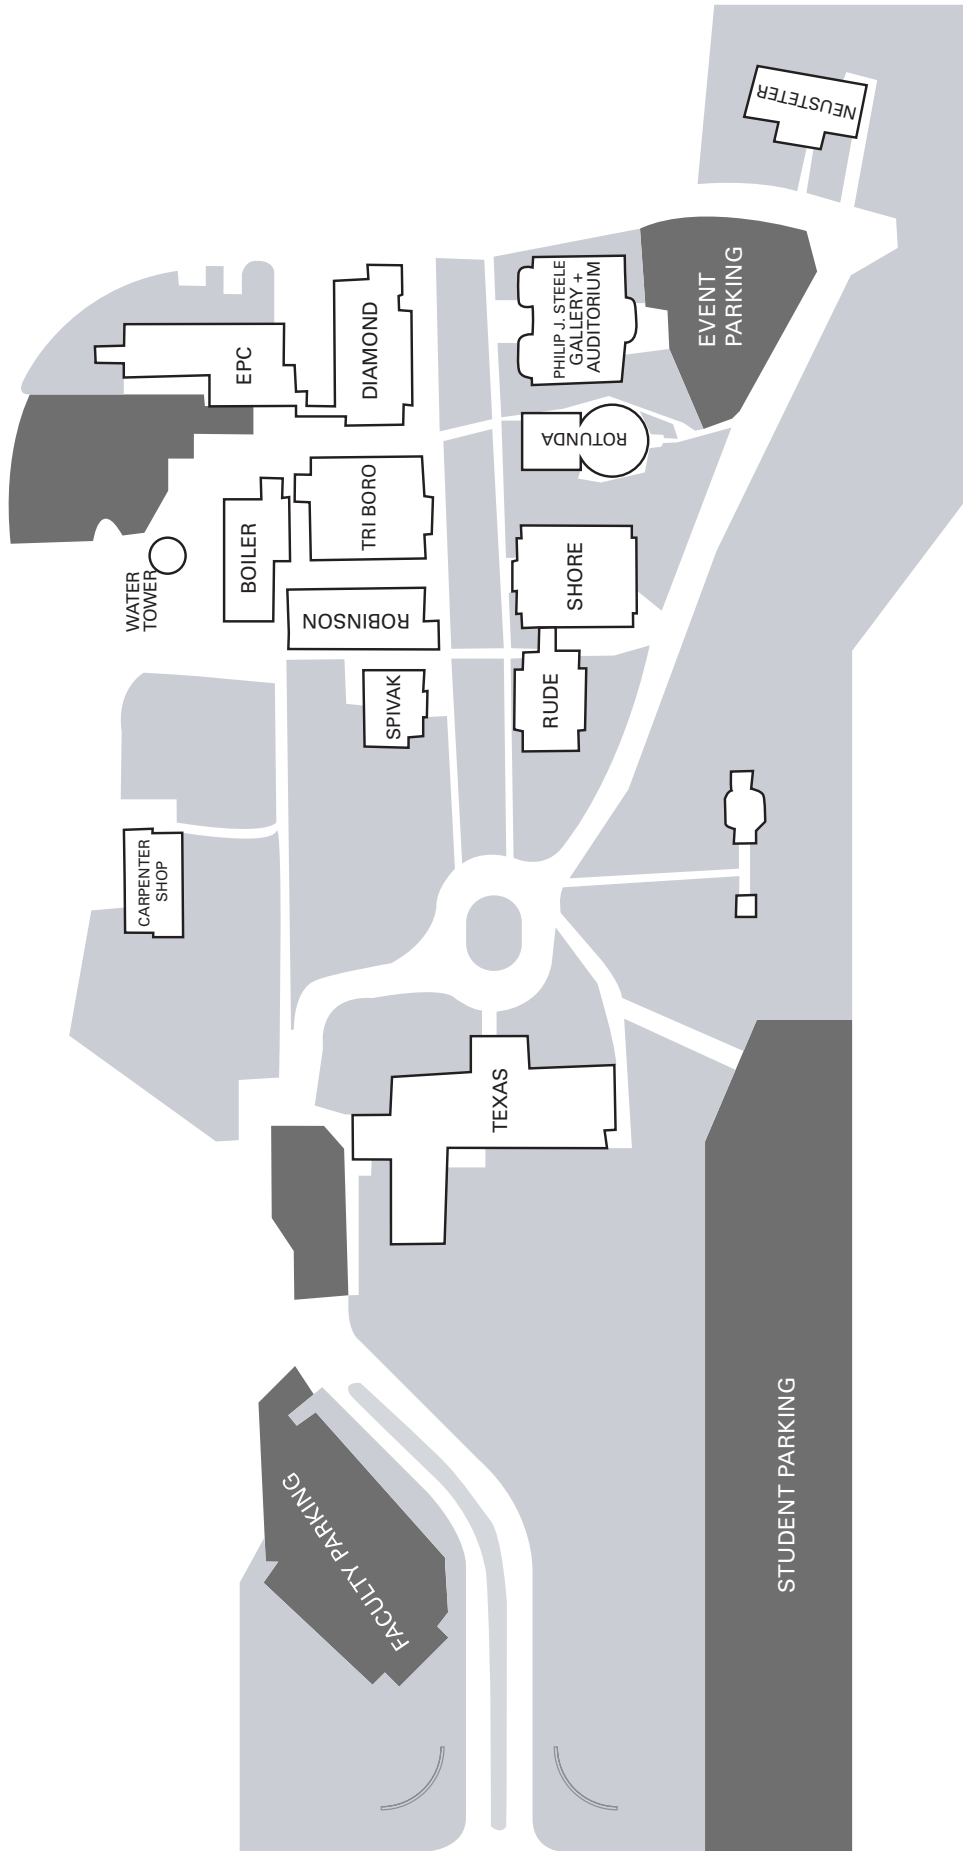 NEUSTETER
EVENT
PARKING
PHILIP J. STEELE
GALLERY +
AUDITORIUM
DIAMOND
EPC
ROTUNDA
TRI BORO
BOILER
WATER
TOWER
SHORE
ROBINSON
SPIVAK
RUDE
CARPENTER
SHOP
TEXAS
STUDENT PARKING
FACULTY PARKING